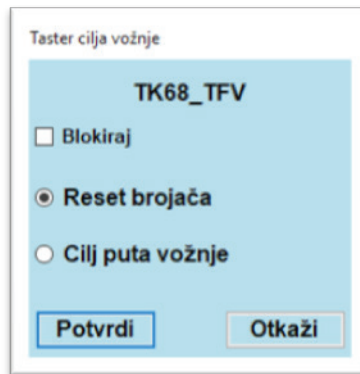 Taster cilja vožnje
TK68_TFV
Blokiraj
Reset brojača
Cilj puta vožnje
Potvrdi Otkaži